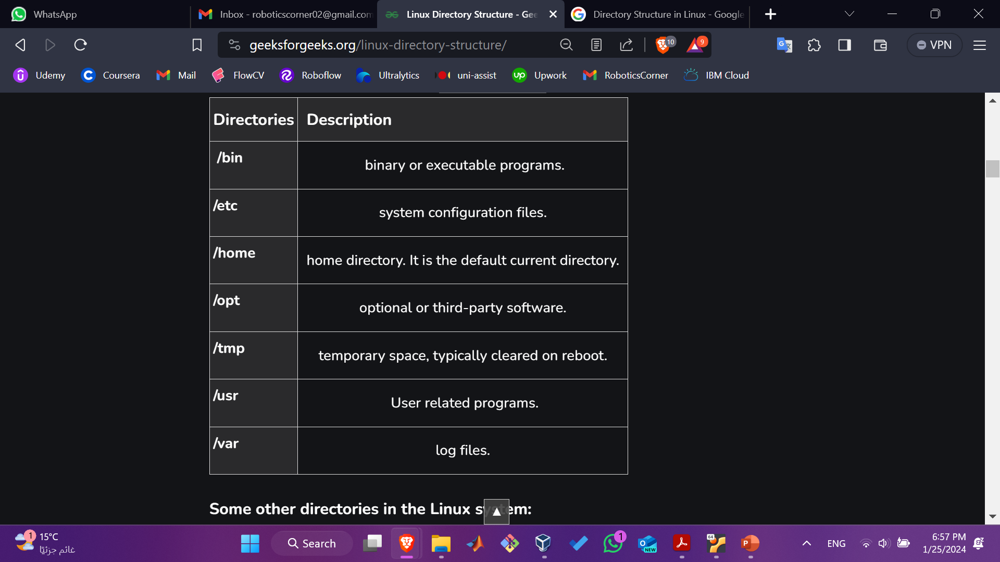 WhatsApp
Inbox - roboticscorner02@gmail.com
Linux Directory Structure - Gee
Directory Structure in Linux - Google
geeksforgeeks.org/linux-directory-structure/
10
9
VPN
Udemy
Coursera
Mail
FlowCV
Roboflow
Ultralytics
uni-assist
up
Upwork
RoboticsCorner
IBM Cloud
Directories Description
/bin
binary or executable programs.
/etc
system configuration files.
/home
home directory. It is the default current directory.
/opt
optional or third-party software.
/tmp
temporary space, typically cleared on reboot.
/usr
User related programs.
/var
log files.
Some other directories in the Linux system:
1
15°C
غائم جزئيًا
Search
1
NEW
64
ENG
6:57 PM
1/25/2024